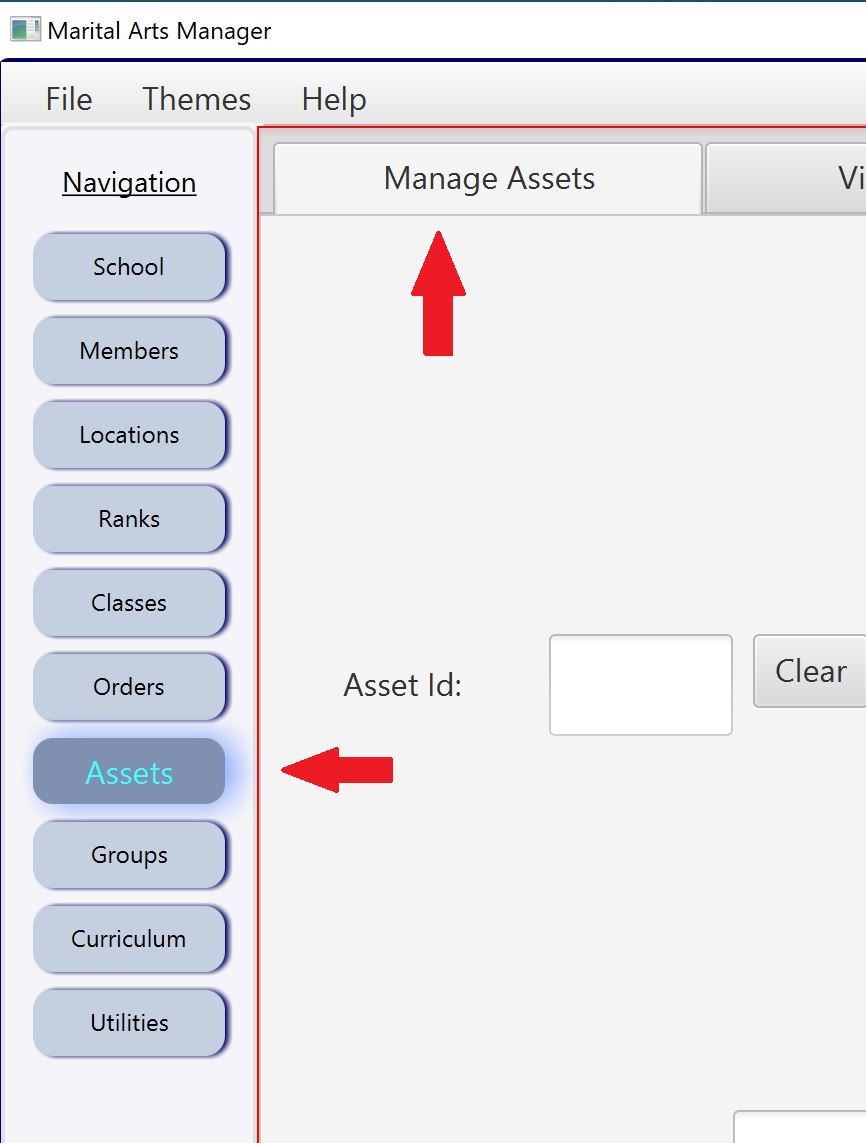 Marital Arts Manager
File Themes Help
Navigation
School
Members
Locations
Ranks
Classes
Orders
Assets
Groups
Curriculum
Utilities
Manage Assets
Vi
Asset Id:
Clear